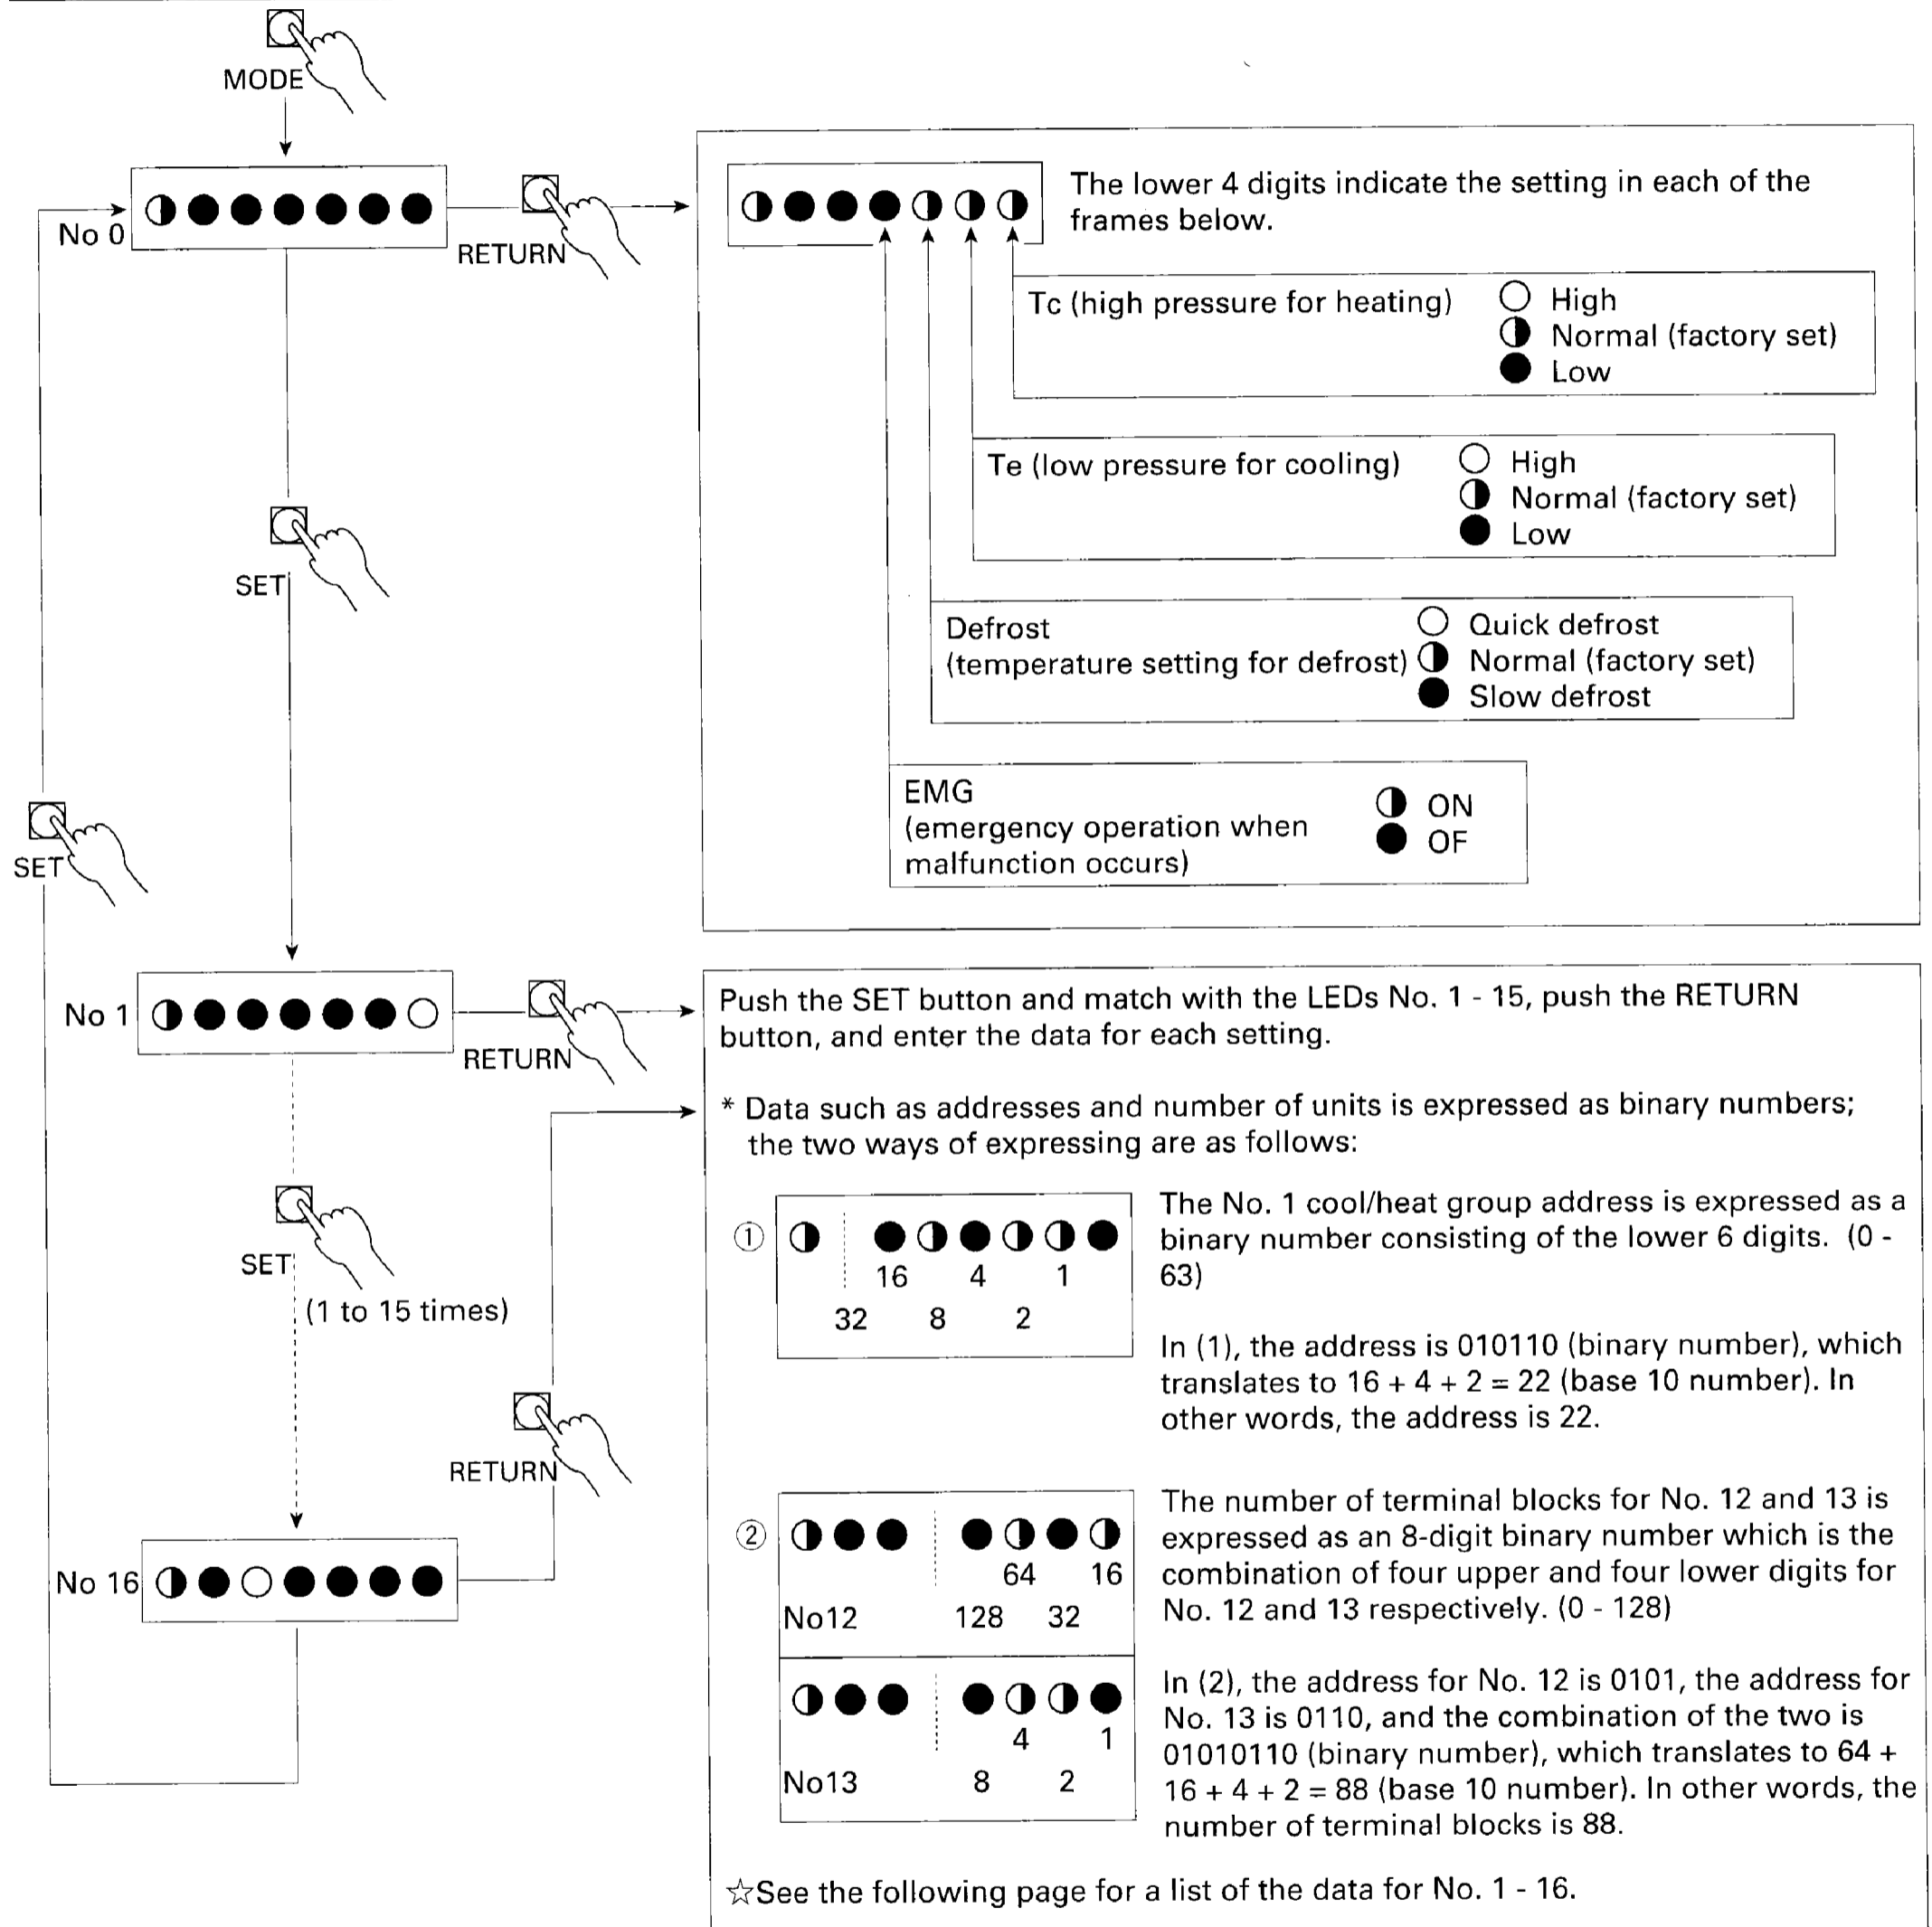 MODE
No 0
RETURN
The lower 4 digits indicate the setting in each of the
frames below.
Tc (high pressure for heating)
High
Normal (factory set)
Low
Te (low pressure for cooling)
High
Normal (factory set)
Low
SET
Defrost
(temperature setting for defrost)
Quick defrost
Normal (factory set)
Slow defrost
EMG
(emergency operation when
malfunction occurs)
ON
OF
SET
No 1
RETURN
Push the SET button and match with the LEDs No. 1 - 15, push the RETURN
button, and enter the data for each setting.
* Data such as addresses and number of units is expressed as binary numbers;
the two ways of expressing are as follows:
SET
(1 to 15 times)
①
16 4 1
32 8 2
The No. 1 cool/heat group address is expressed as a
binary number consisting of the lower 6 digits. (0 -
63)
In (1), the address is 010110 (binary number), which
translates to 16 + 4 + 2 = 22 (base 10 number). In
other words, the address is 22.
RETURN
No 16
②
64 16
No12 128 32
The number of terminal blocks for No. 12 and 13 is
expressed as an 8-digit binary number which is the
combination of four upper and four lower digits for
No. 12 and 13 respectively. (0 - 128)
4 1
No13 8 2
In (2), the address for No. 12 is 0101, the address for
No. 13 is 0110, and the combination of the two is
01010110 (binary number), which translates to 64 +
16 + 4 + 2 = 88 (base 10 number). In other words, the
number of terminal blocks is 88.
☆See the following page for a list of the data for No. 1 - 16.